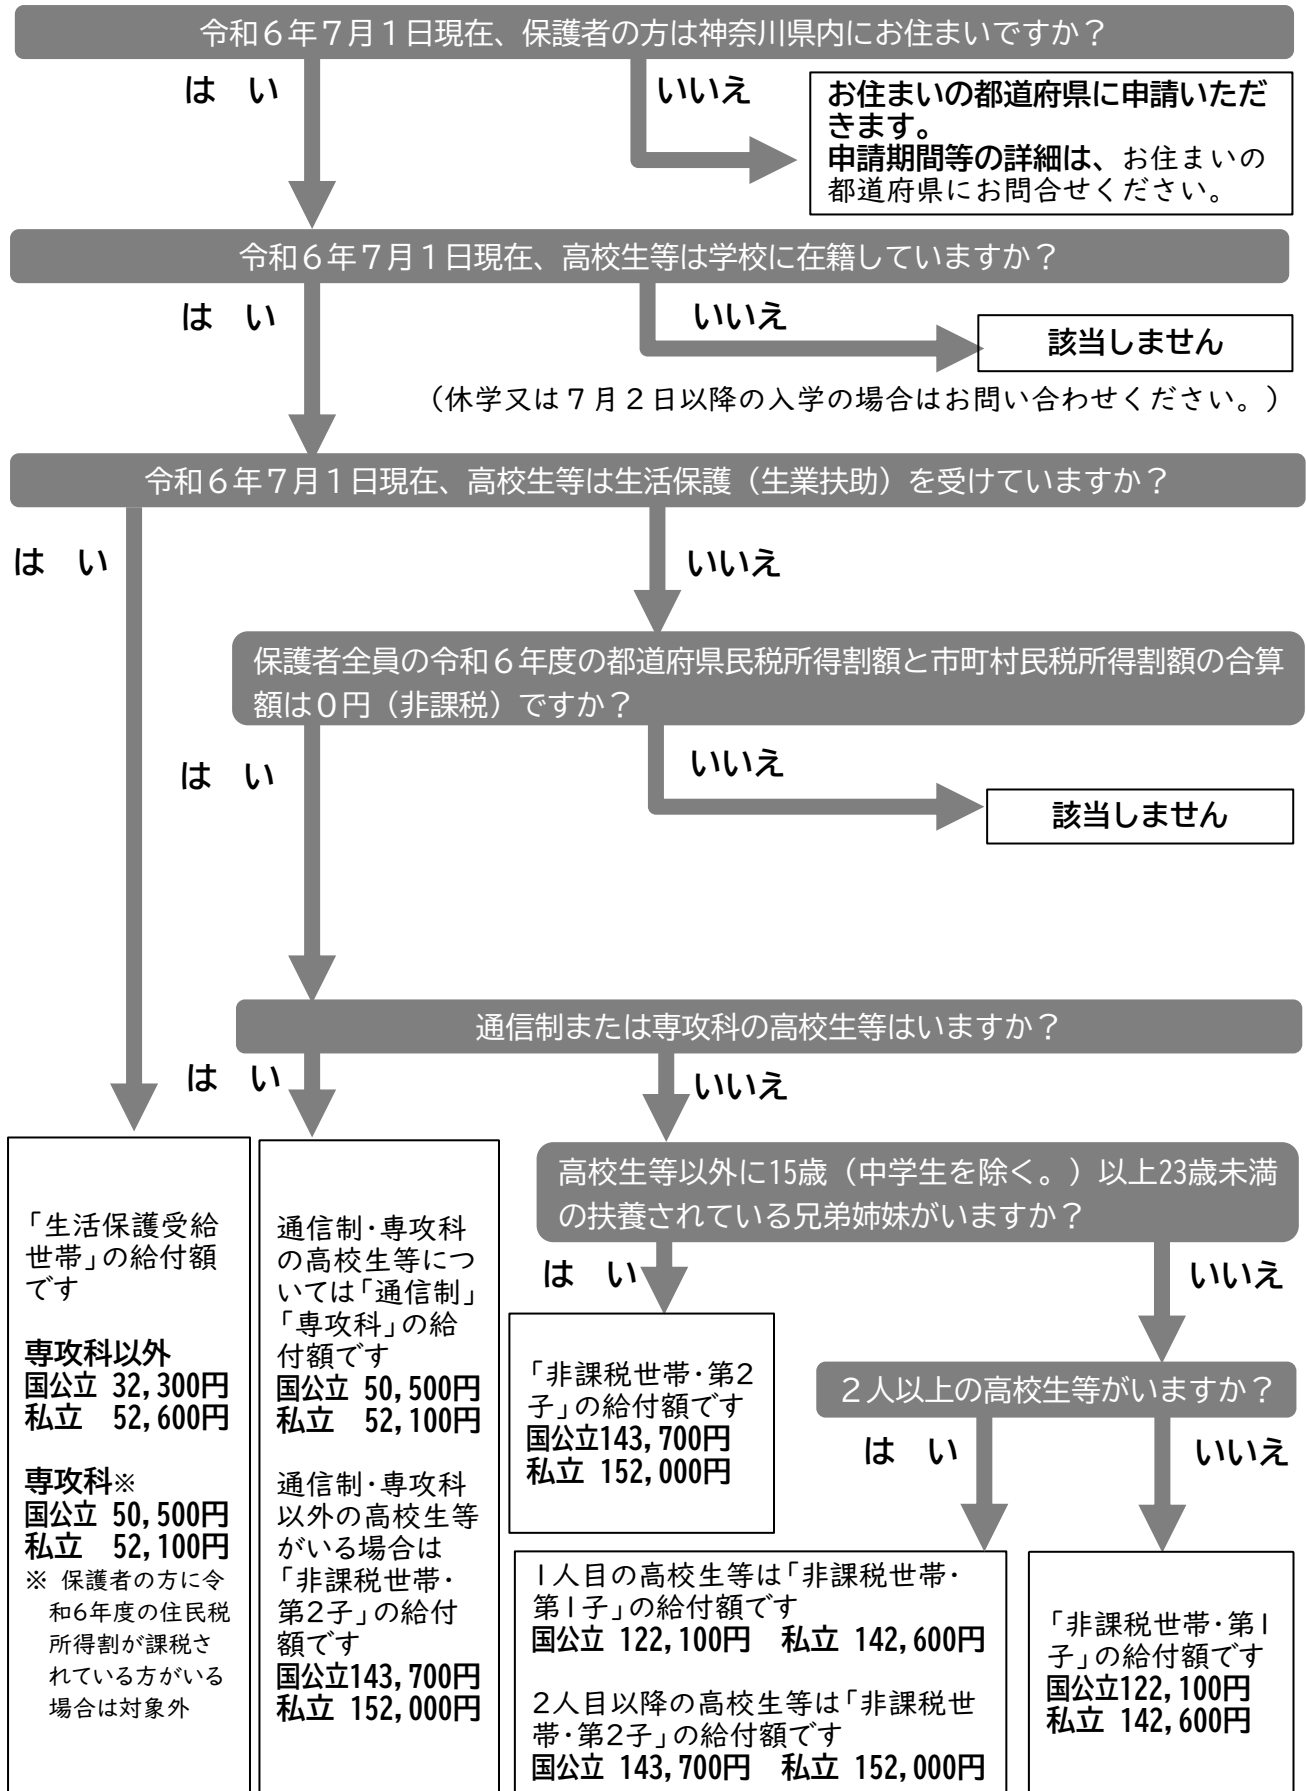 令和６年７月１日現在、保護者の方は神奈川県内にお住まいですか？
は　い
いいえ
お住まいの都道府県に申請いただ
きます。
申請期間等の詳細は、お住まいの
都道府県にお問合せください。
令和６年７月１日現在、高校生等は学校に在籍していますか？
は　い
いいえ
該当しません
（休学又は７月２日以降の入学の場合はお問い合わせください。）
令和６年７月１日現在、高校生等は生活保護（生業扶助）を受けていますか？
は　い
いいえ
保護者全員の令和６年度の都道府県民税所得割額と市町村民税所得割額の合算
額は０円（非課税）ですか？
は　い
いいえ
該当しません
通信制または専攻科の高校生等はいますか？
は　い
いいえ
「生活保護受給
世帯」の給付額
です
専攻科以外
国公立 32,300円
私立　52,600円
専攻科※
国公立 50,500円
私立　52,100円
※ 保護者の方に令
和6年度の住民税
所得割が課税さ
れている方がいる
場合は対象外
通信制・専攻科
の高校生等につ
いては「通信制」
「専攻科」の給
付額です
国公立 50,500円
私立　52,100円
通信制・専攻科
以外の高校生等
がいる場合は
「非課税世帯・
第2子」の給付
額です
国公立143,700円
私立 152,000円
高校生等以外に15歳（中学生を除く。）以上23歳未満
の扶養されている兄弟姉妹がいますか？
は　い
いいえ
「非課税世帯・第2
子」の給付額です
国公立143,700円
私立 152,000円
２人以上の高校生等がいますか？
は　い
いいえ
1人目の高校生等は「非課税世帯・
第1子」の給付額です
国公立 122,100円　私立 142,600円
2人目以降の高校生等は「非課税世
帯・第2子」の給付額です
国公立 143,700円　私立 152,000円
「非課税世帯・第1
子」の給付額です
国公立122,100円
私立 142,600円